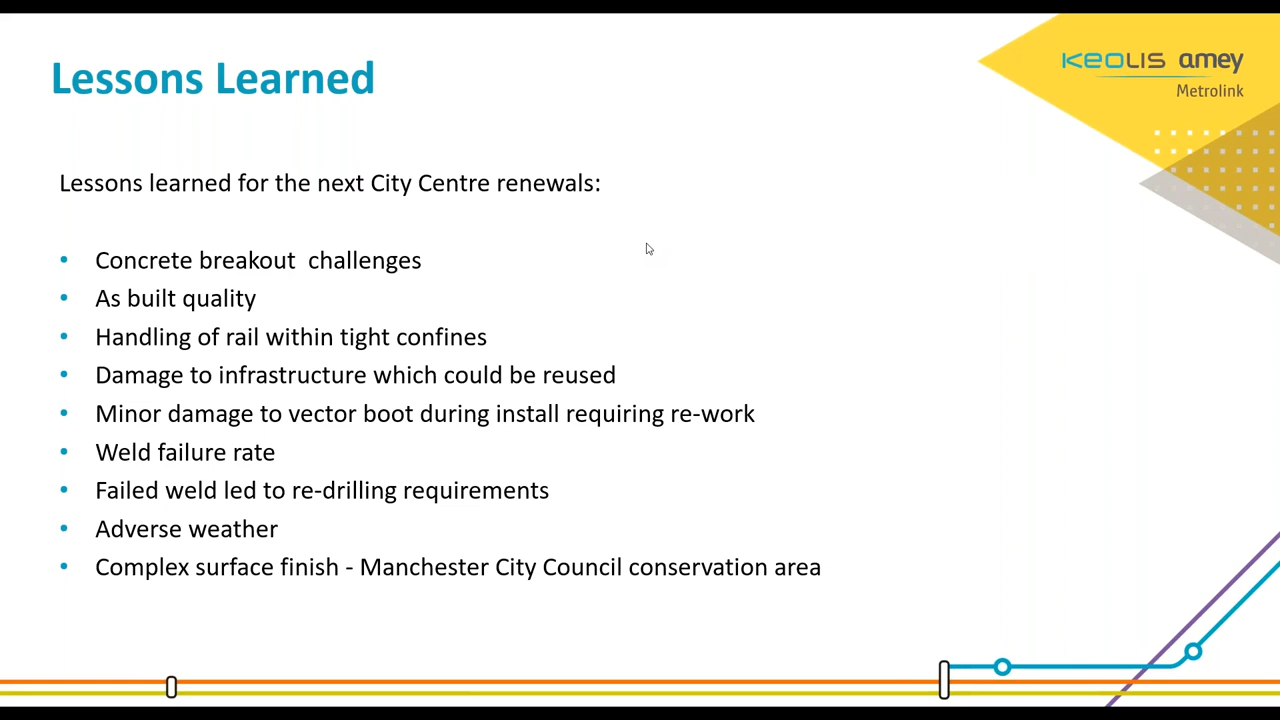 Lessons Learned
KEOLIS amey
Metrolink
Lessons learned for the next City Centre renewals:
• Concrete breakout  challenges
• As built quality
• Handling of rail within tight confines
• Damage to infrastructure which could be reused
• Minor damage to vector boot during install requiring re-work
• Weld failure rate
• Failed weld led to re-drilling requirements
• Adverse weather
• Complex surface finish - Manchester City Council conservation area